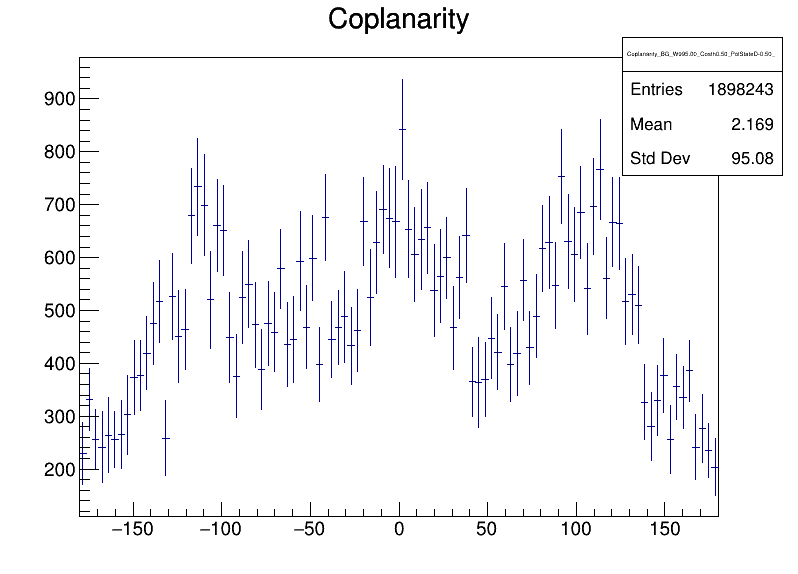 Coplanarity
Coplanarity_BG_W995.00_Costh0.50_PolStateD-0.50_
Entries 1898243
Mean 2.169
Std Dev 95.08
900
800
700
600
500
400
300
200
−150 −100 −50 0 50 100 150